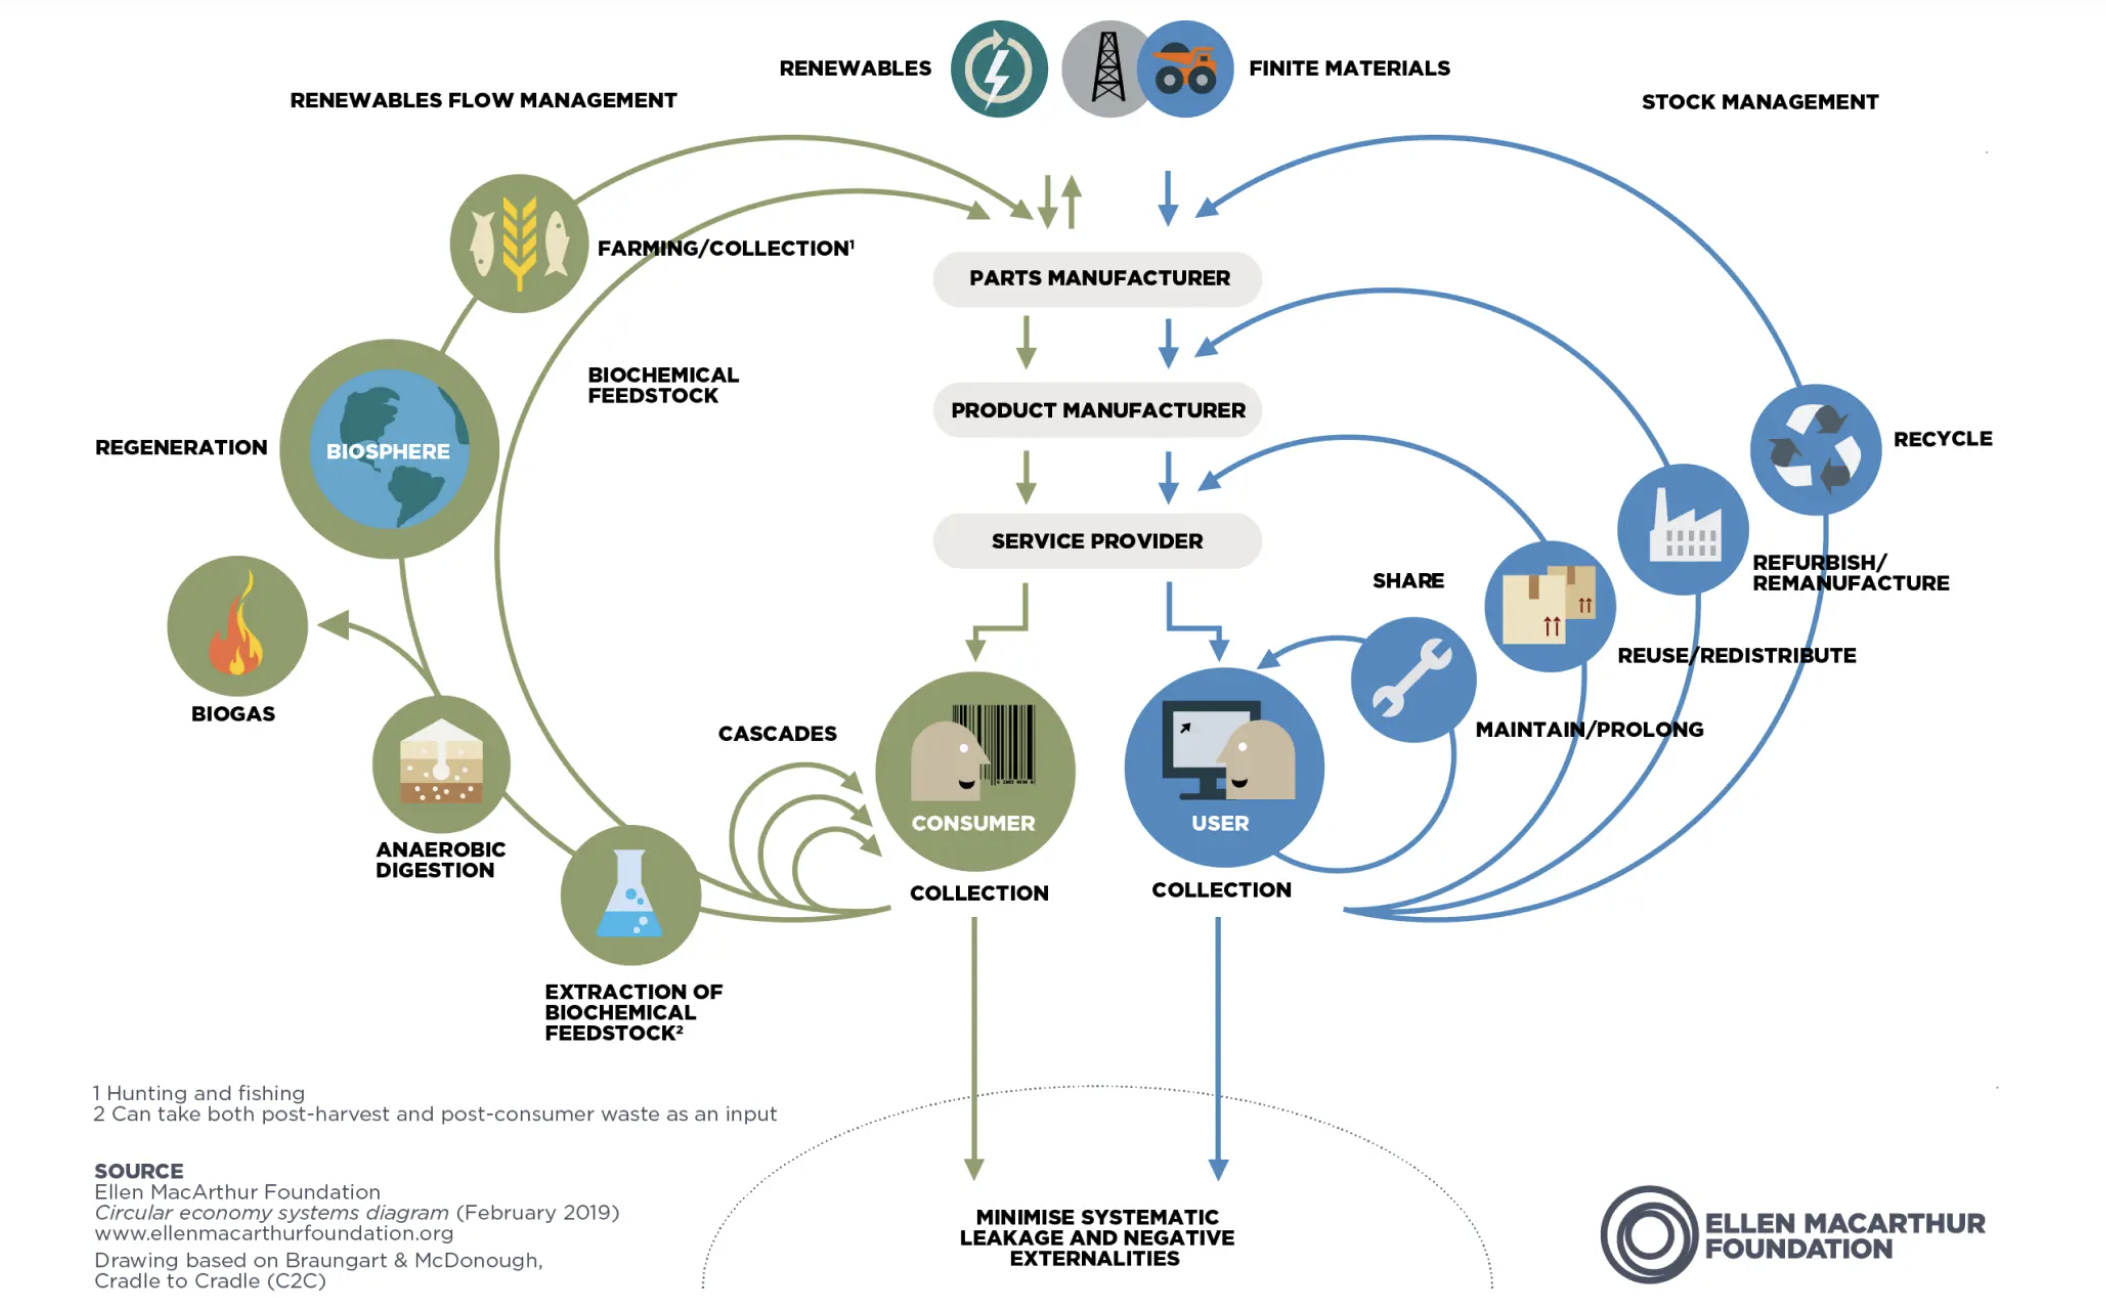 RENEWABLES
FINITE MATERIALS
RENEWABLES FLOW MANAGEMENT
STOCK MANAGEMENT
FARMING/COLLECTION¹
PARTS MANUFACTURER
BIOCHEMICAL
FEEDSTOCK
PRODUCT MANUFACTURER
REGENERATION
BIOSPHERE
RECYCLE
SERVICE PROVIDER
SHARE
REFURBISH/
REMANUFACTURE
REUSE/REDISTRIBUTE
BIOGAS
CASCADES
MAINTAIN/PROLONG
CONSUMER
USER
ANAEROBIC
DIGESTION
COLLECTION
COLLECTION
EXTRACTION OF
BIOCHEMICAL
FEEDSTOCK²
1 Hunting and fishing
2 Can take both post-harvest and post-consumer waste as an input
SOURCE
Ellen MacArthur Foundation
Circular economy systems diagram (February 2019)
www.ellenmacarthurfoundation.org
Drawing based on Braungart & McDonough,
Cradle to Cradle (C2C)
MINIMISE SYSTEMATIC
LEAKAGE AND NEGATIVE
EXTERNALITIES
ELLEN MACARTHUR
FOUNDATION